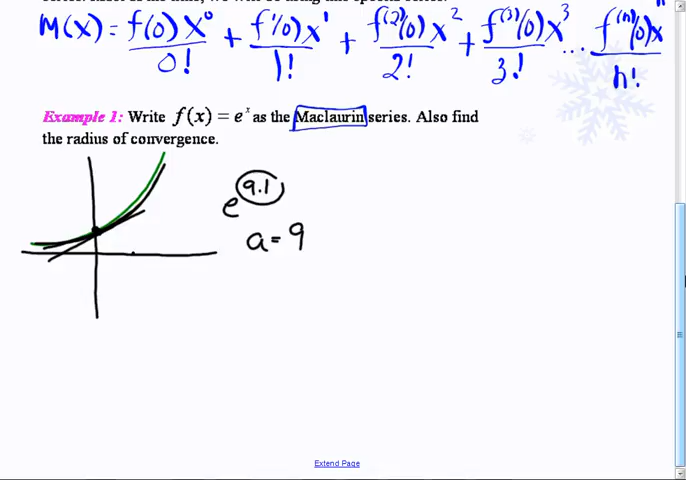 M(x) = f(0)x⁰/0! + f'(0)x¹/1! + f⁽²⁾(0)x²/2! + f⁽³⁾(0)x³/3! ... f⁽ⁿ⁾(0)xⁿ/n!
Example 1: Write f(x) = eˣ as the Maclaurin series. Also find
the radius of convergence.
e^9.1
a = 9
Extend Page